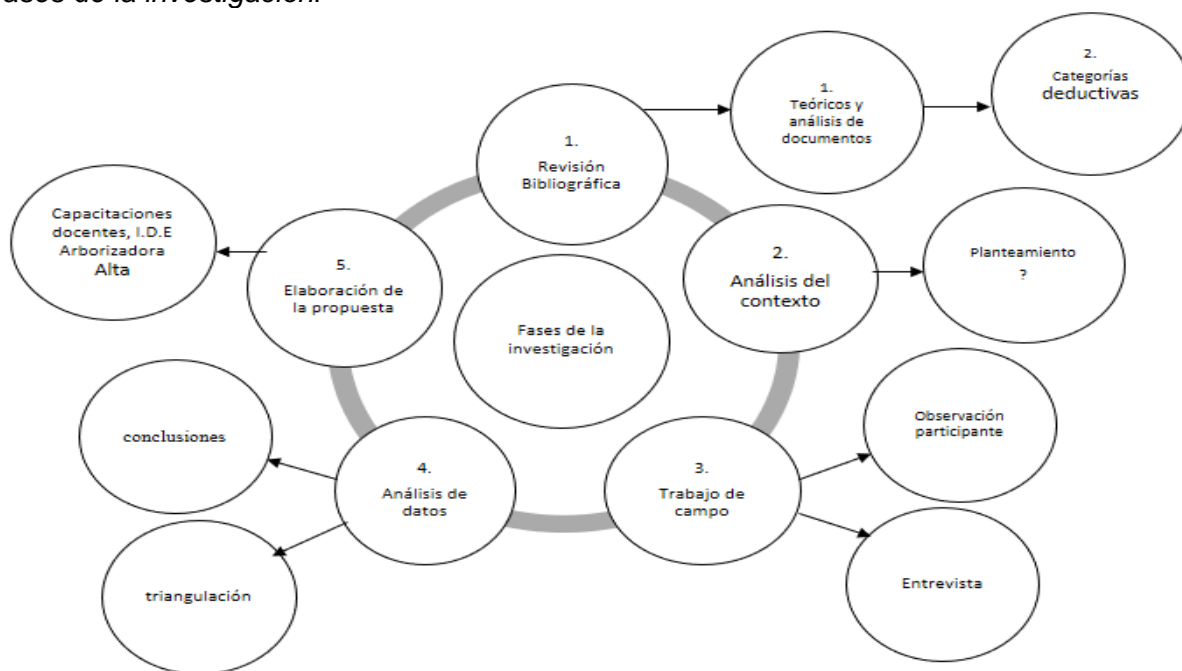 fases de la investigación.
1.
Revisión
Bibliográfica
1.
Teóricos y
análisis de
documentos
2.
Categorías
deductivas
2.
Análisis del
contexto
Planteamiento
?
3.
Trabajo de
campo
Observación
participante
Entrevista
4.
Análisis de
datos
conclusiones
triangulación
5.
Elaboración de
la propuesta
Capacitaciones
docentes, I.D.E
Arborizadora
Alta
Fases de la
investigación